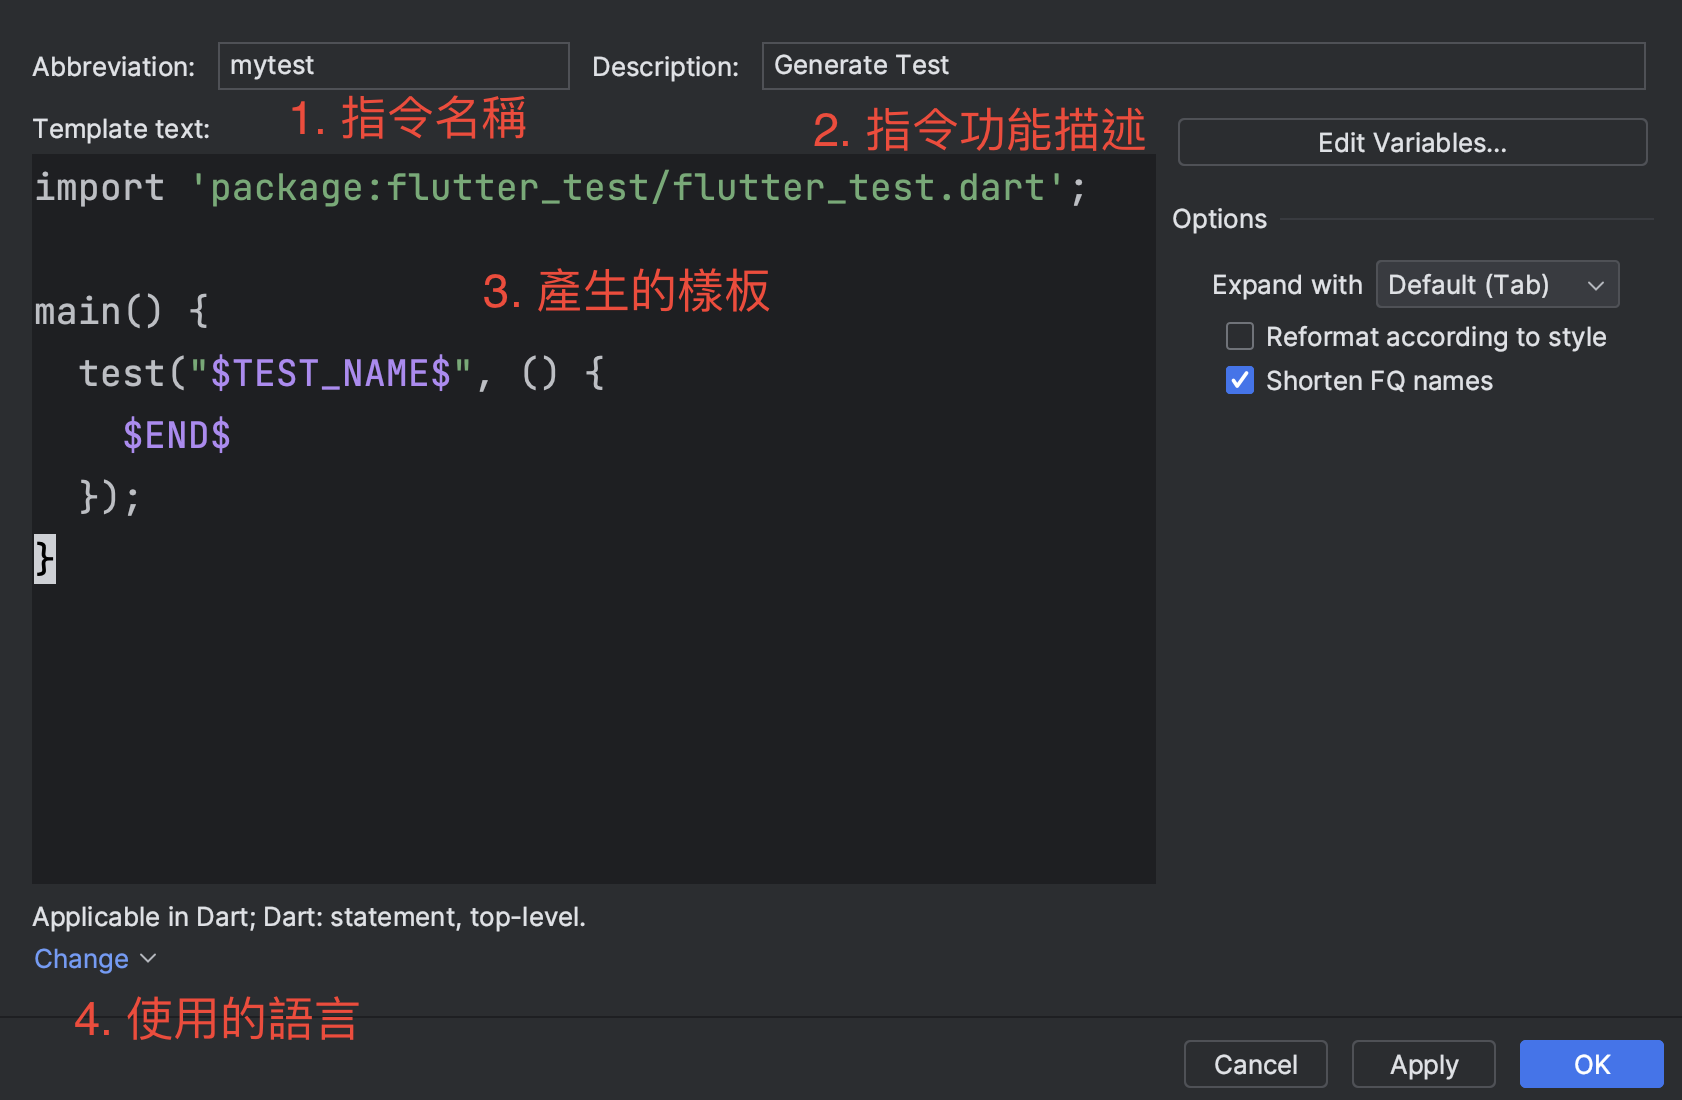 Abbreviation: mytest Description: Generate Test
1. 指令名稱
2. 指令功能描述
Template text:
Edit Variables...
import 'package:flutter_test/flutter_test.dart';
3. 產生的樣板
main() {
  test("$TEST_NAME$", () {
    $END$
  });
}
Options
Expand with Default (Tab)
Reformat according to style
Shorten FQ names
Applicable in Dart; Dart: statement, top-level.
Change
4. 使用的語言
Cancel Apply OK